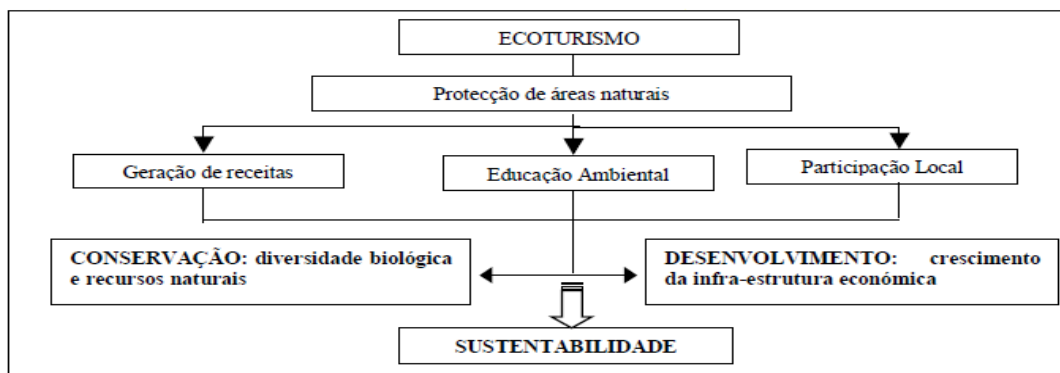 ECOTURISMO
Protecção de áreas naturais
Geração de receitas
Educação Ambiental
Participação Local
CONSERVAÇÃO: diversidade biológica
e recursos naturais
DESENVOLVIMENTO: crescimento
da infra-estrutura económica
SUSTENTABILIDADE